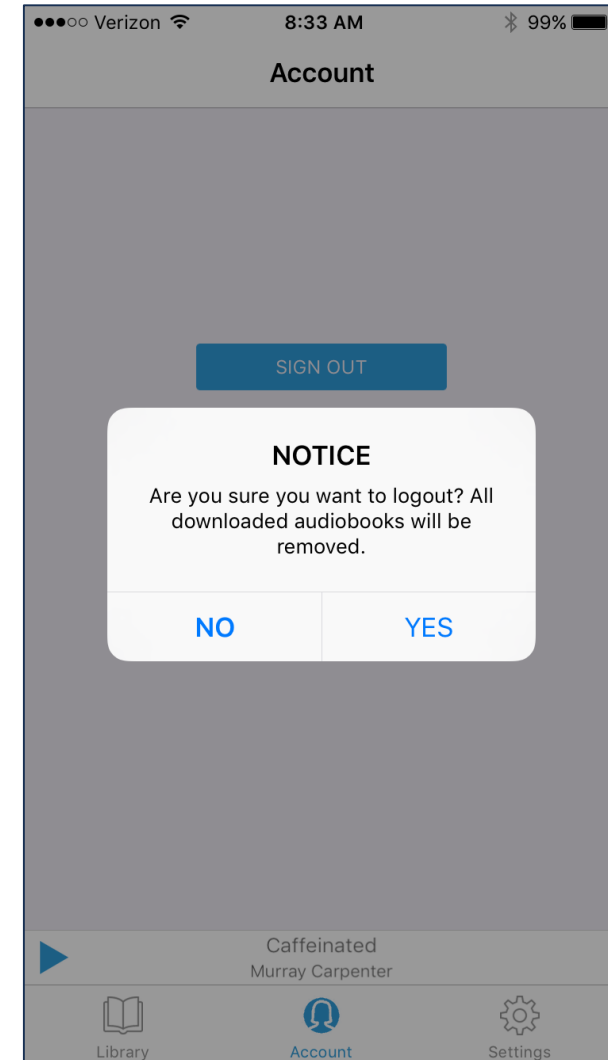 Verizon 8:33 AM 99%
Account
SIGN OUT
NOTICE
Are you sure you want to logout? All
downloaded audiobooks will be
removed.
NO YES
Caffeinated
Murray Carpenter
Library Account Settings